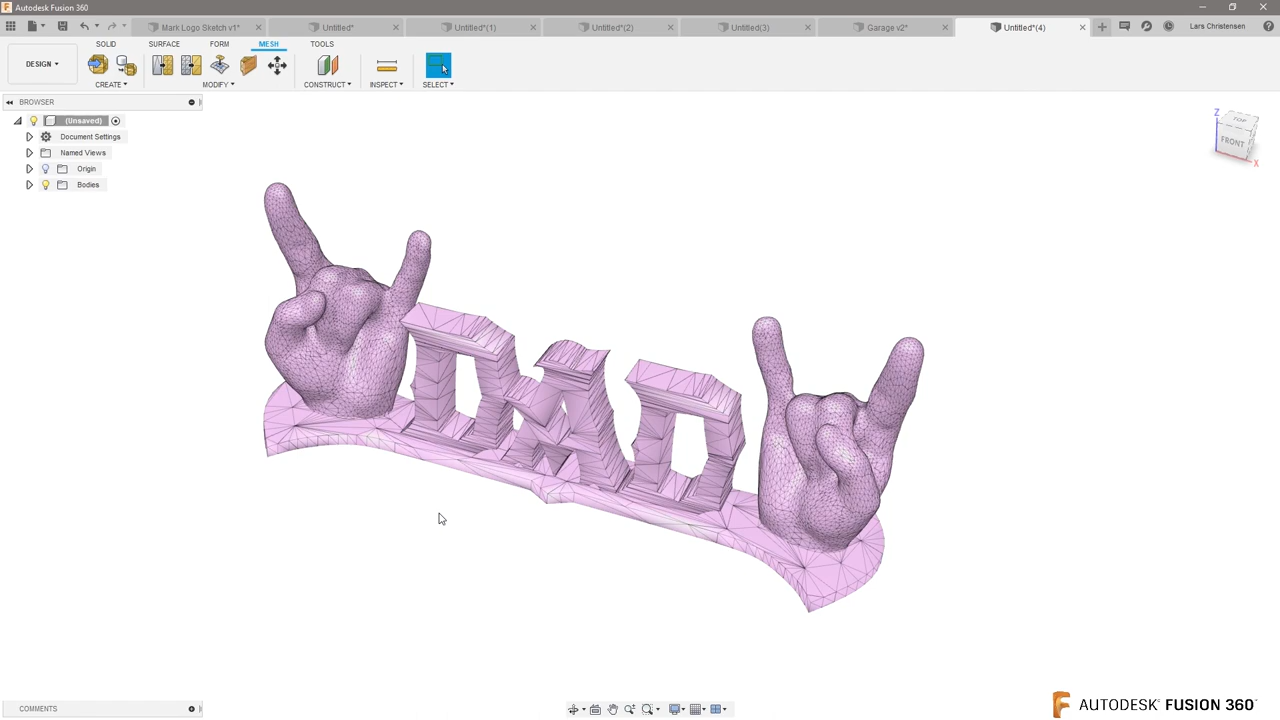 Autodesk Fusion 360
Mark Logo Sketch v1*
Untitled*
Untitled*(1)
Untitled*(2)
Untitled(3)
Garage v2*
Untitled*(4)
Lars Christensen
DESIGN
SOLID
SURFACE
FORM
MESH
TOOLS
CREATE
MODIFY
CONSTRUCT
INSPECT
SELECT
BROWSER
(Unsaved)
Document Settings
Named Views
Origin
Bodies
Z
TOP
FRONT
X
DXD
COMMENTS
AUTODESK® FUSION 360™